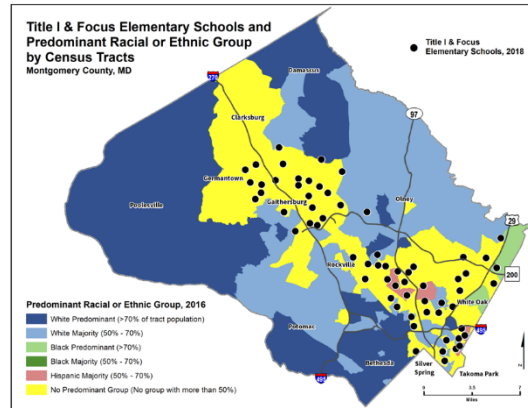 Title I & Focus Elementary Schools and
Predominant Racial or Ethnic Group
by Census Tracts
Montgomery County, MD
Title I & Focus
Elementary Schools, 2018
270
Damascus
97
Clarksburg
Germantown
Poolesville
Gaithersburg
Olney
29
200
Rockville
White Oak
Potomac
495
Bethesda
495
Silver
Spring
Takoma Park
Predominant Racial or Ethnic Group, 2016
White Predominant (>70% of tract population)
White Majority (50% - 70%)
Black Predominant (>70%)
Black Majority (50% - 70%)
Hispanic Majority (50% - 70%)
No Predominant Group (No group with more than 50%)
0
Miles